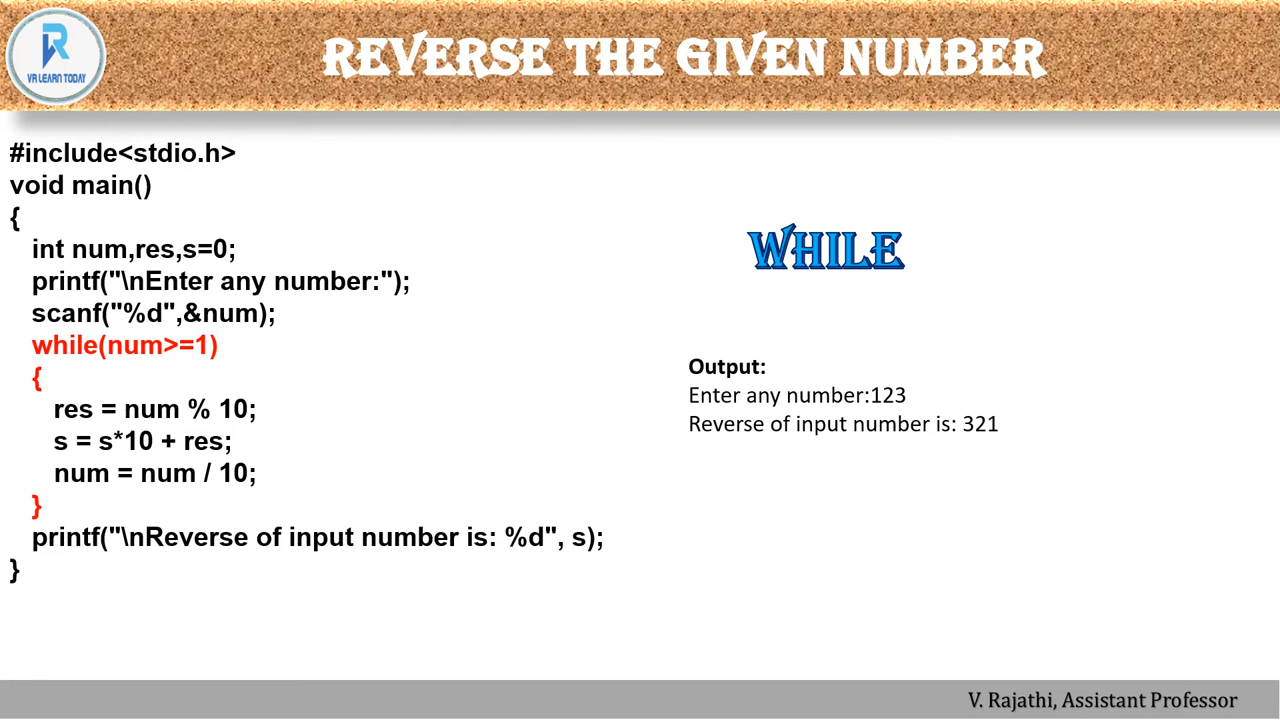 R
VR LEARN TODAY
REVERSE THE GIVEN NUMBER
#include<stdio.h>
void main()
{
int num,res,s=0;
printf("\nEnter any number:");
scanf("%d",&num);
while(num>=1)
{
res = num % 10;
s = s*10 + res;
num = num / 10;
}
printf("\nReverse of input number is: %d", s);
}
WHILE
Output:
Enter any number:123
Reverse of input number is: 321
V. Rajathi, Assistant Professor